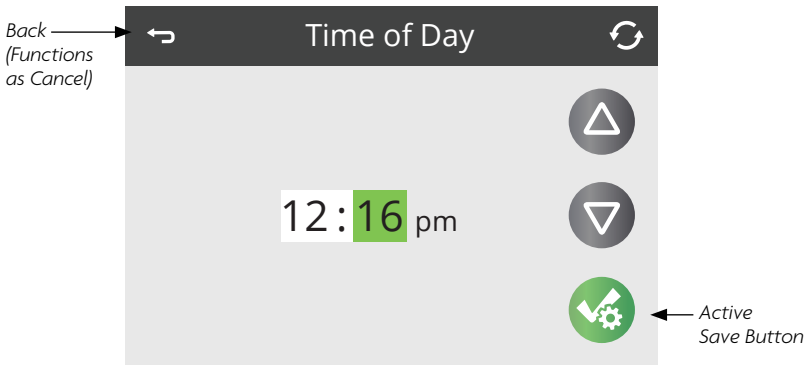 Back
(Functions
as Cancel)
Time of Day
12:16 pm
Active
Save Button